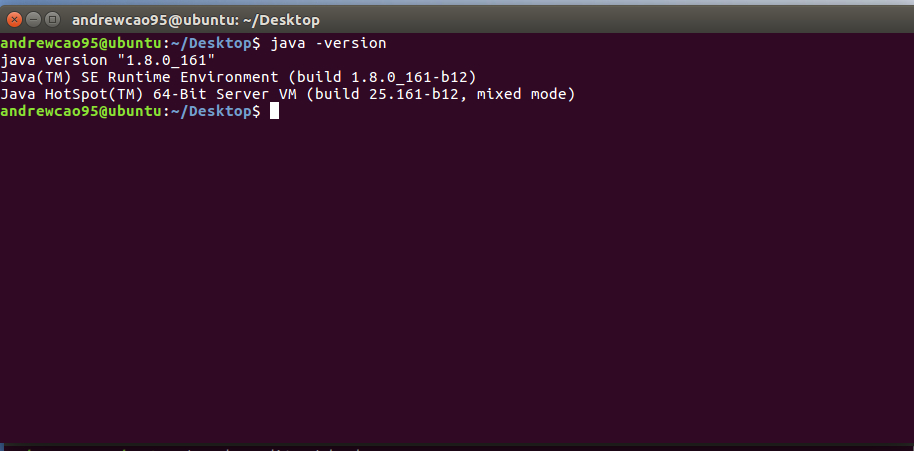 andrewcao95@ubuntu: ~/Desktop
andrewcao95@ubuntu:~/Desktop$ java -version
java version "1.8.0_161"
Java(TM) SE Runtime Environment (build 1.8.0_161-b12)
Java HotSpot(TM) 64-Bit Server VM (build 25.161-b12, mixed mode)
andrewcao95@ubuntu:~/Desktop$